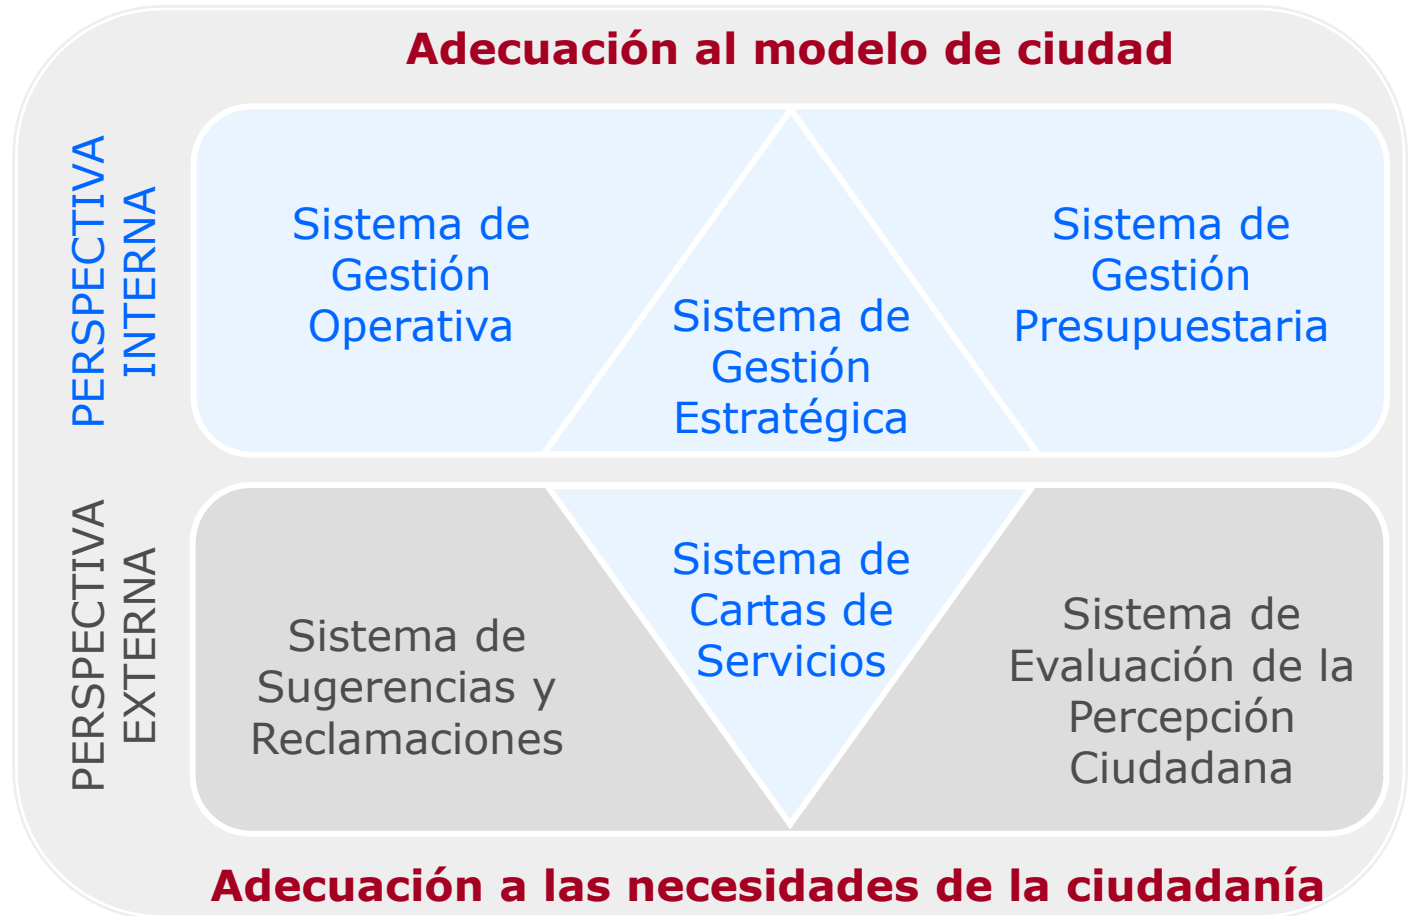 Adecuación al modelo de ciudad
PERSPECTIVA
INTERNA
Sistema de
Gestión
Operativa
Sistema de
Gestión
Estratégica
Sistema de
Gestión
Presupuestaria
PERSPECTIVA
EXTERNA
Sistema de
Sugerencias y
Reclamaciones
Sistema de
Cartas de
Servicios
Sistema de
Evaluación de la
Percepción
Ciudadana
Adecuación a las necesidades de la ciudadanía